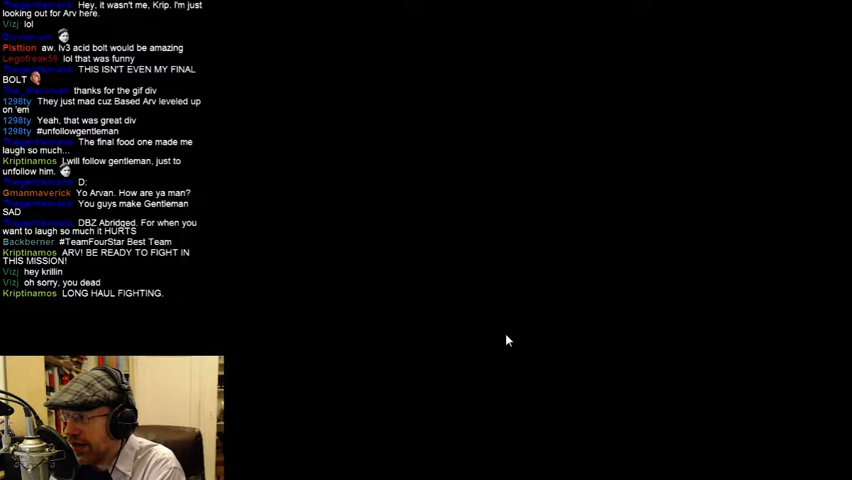 Hey, it wasn't me, Krip. I'm just
looking out for Arv here.
Vizj lol
Pisttion aw. lv3 acid bolt would be amazing
Legofreak59 lol that was funny
THIS ISN'T EVEN MY FINAL
BOLT
thanks for the gif div
1298ty They just mad cuz Based Arv leveled up
on 'em
1298ty Yeah, that was great div
1298ty #unfollowgentleman
The final food one made me
laugh so much...
Kriptinamos I will follow gentleman, just to
unfollow him.
D:
Gmanmaverick Yo Arvan. How are ya man?
You guys make Gentleman
SAD
DBZ Abridged. For when you
want to laugh so much it HURTS
Backberner #TeamFourStar Best Team
Kriptinamos ARV! BE READY TO FIGHT IN
THIS MISSION!
Vizj hey krillin
Vizj oh sorry, you dead
Kriptinamos LONG HAUL FIGHTING.